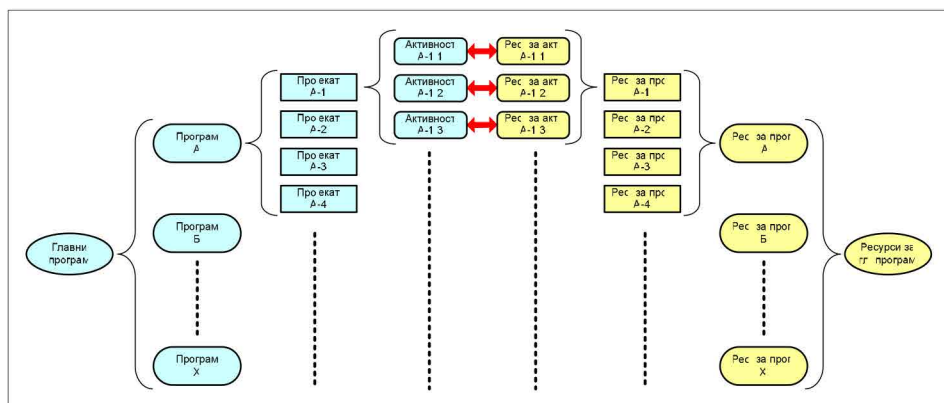 Главни
програм
Програм
А
Програм
Б
Програм
Х
Про екат
А-1
Про екат
А-2
Про екат
А-3
Про екат
А-4
Активност
А-1 1
Активност
А-1 2
Активност
А-1 3
Рес за акт
А-1 1
Рес за акт
А-1 2
Рес за акт
А-1 3
Рес за про
А-1
Рес за про
А-2
Рес за про
А-3
Рес за про
А-4
Рес за прог
А
Рес за прог
Б
Рес за прог
Х
Ресурси за
гл програм